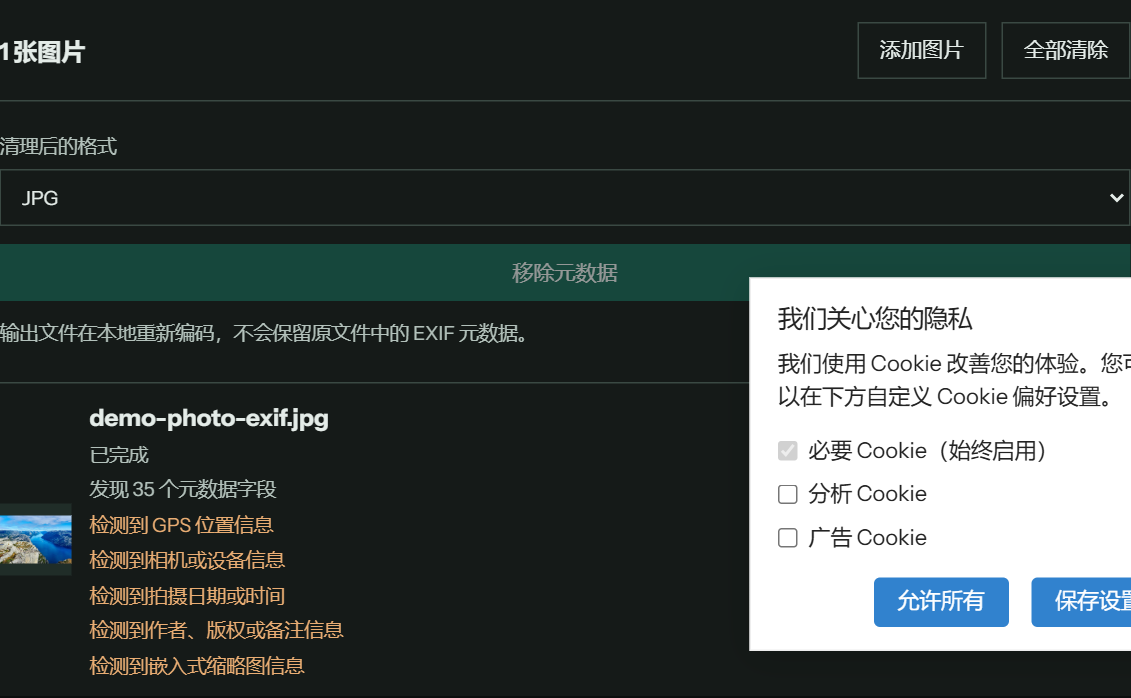 1 张图片
添加图片
全部清除
清理后的格式
JPG
移除元数据
输出文件在本地重新编码，不会保留原文件中的 EXIF 元数据。
demo-photo-exif.jpg
已完成
发现 35 个元数据字段
检测到 GPS 位置信息
检测到相机或设备信息
检测到拍摄日期或时间
检测到作者、版权或备注信息
检测到嵌入式缩略图信息
我们关心您的隐私
我们使用 Cookie 改善您的体验。您可
以在下方自定义 Cookie 偏好设置。
必要 Cookie（始终启用）
分析 Cookie
广告 Cookie
允许所有
保存设置